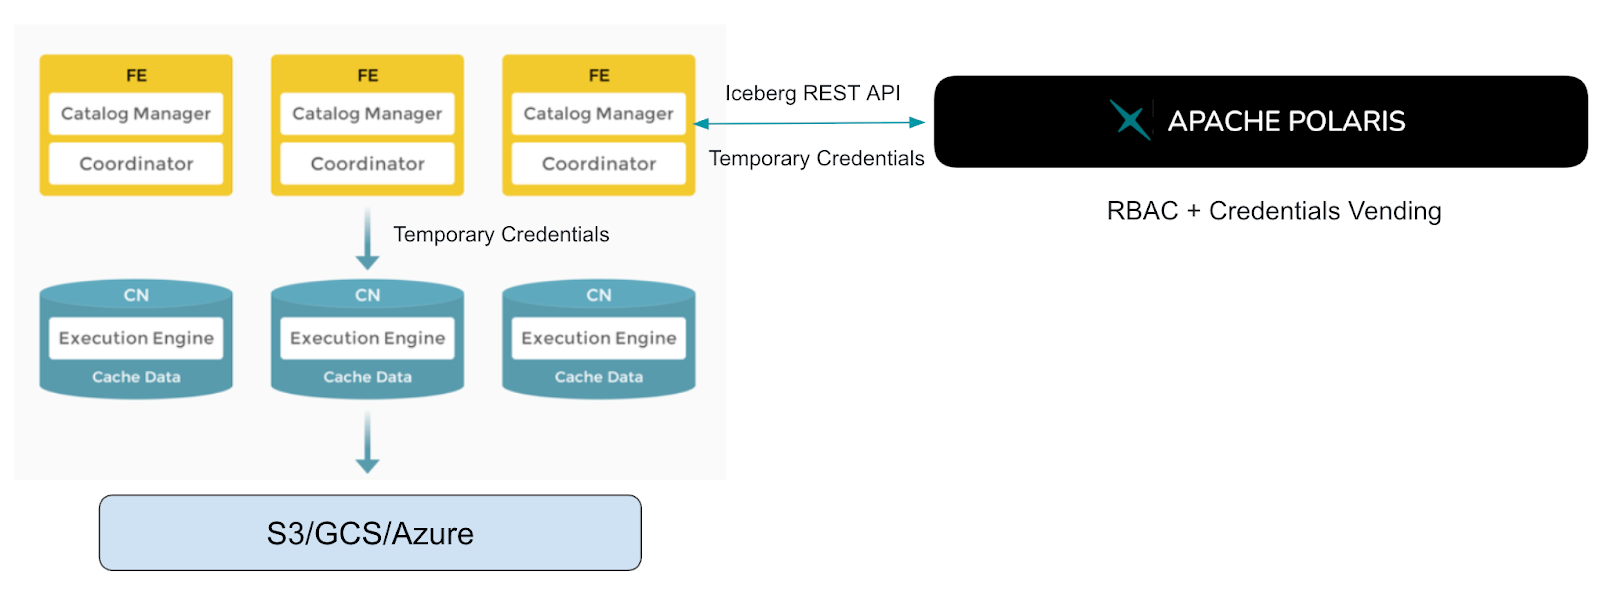 FE
Catalog Manager
Coordinator
FE
Catalog Manager
Coordinator
FE
Catalog Manager
Coordinator
Iceberg REST API
Temporary Credentials
APACHE POLARIS
RBAC + Credentials Vending
Temporary Credentials
CN
Execution Engine
Cache Data
CN
Execution Engine
Cache Data
CN
Execution Engine
Cache Data
S3/GCS/Azure